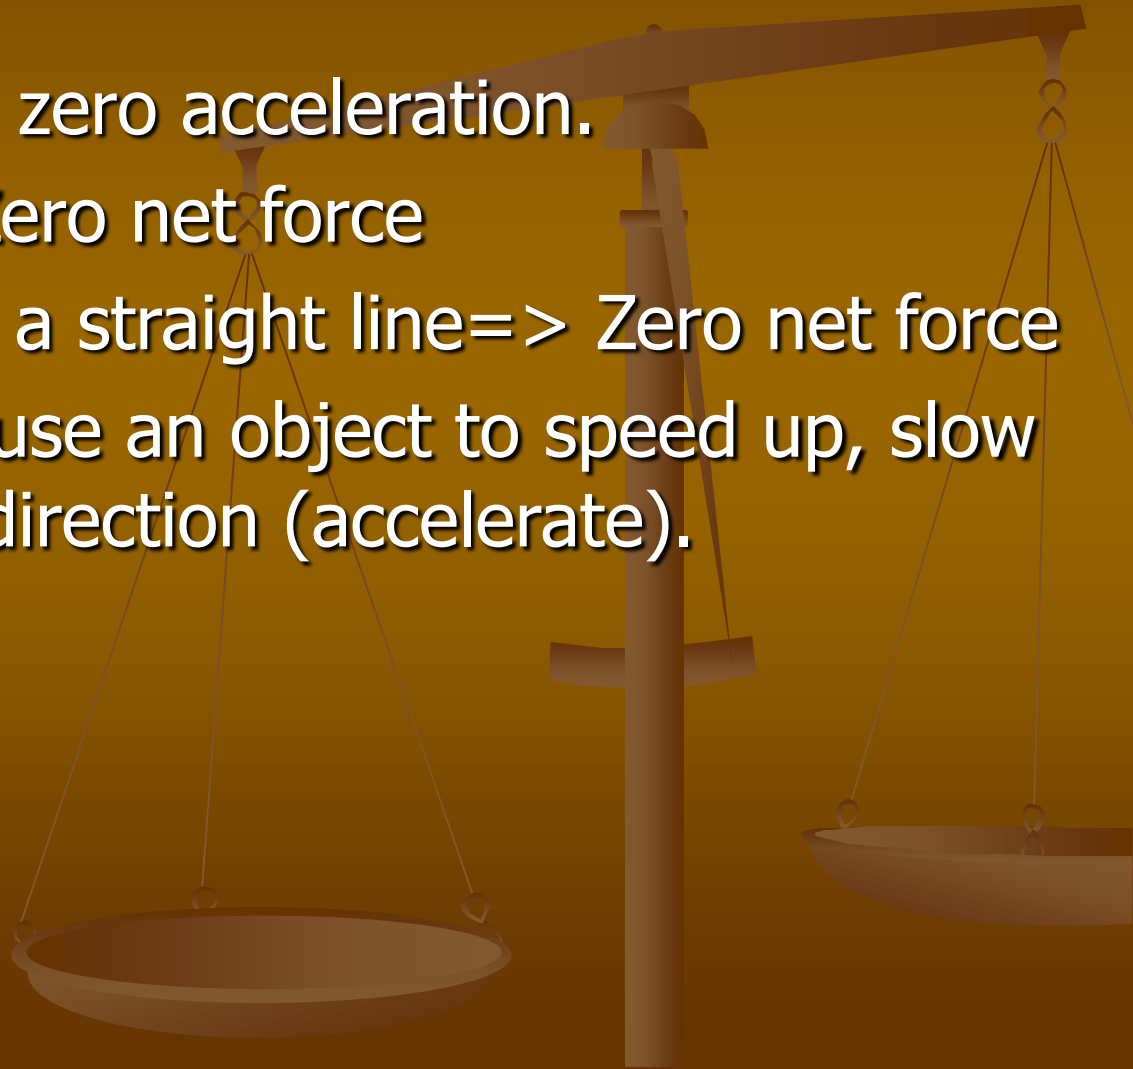 zero acceleration.
ero net force
a straight line=> Zero net force
use an object to speed up, slow
direction (accelerate).